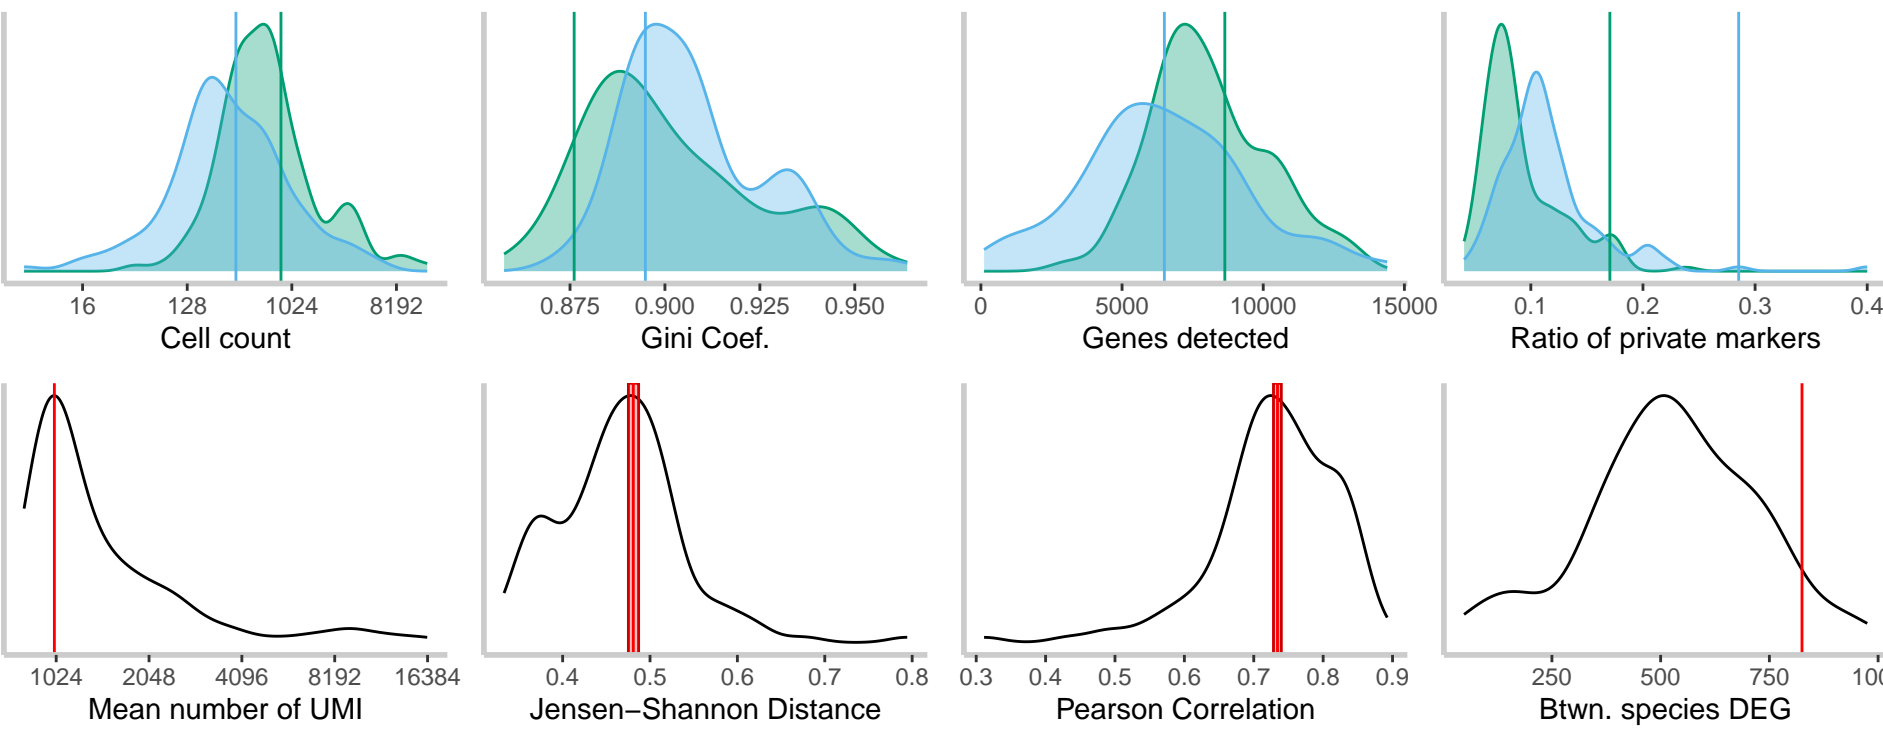 16 128 1024 8192
Cell count
0.875 0.900 0.925 0.950
Gini Coef.
0 5000 10000 15000
Genes detected
0.1 0.2 0.3 0.4
Ratio of private markers
1024 2048 4096 8192 16384
Mean number of UMI
0.4 0.5 0.6 0.7 0.8
Jensen−Shannon Distance
0.3 0.4 0.5 0.6 0.7 0.8 0.9
Pearson Correlation
250 500 750 100
Btwn. species DEG